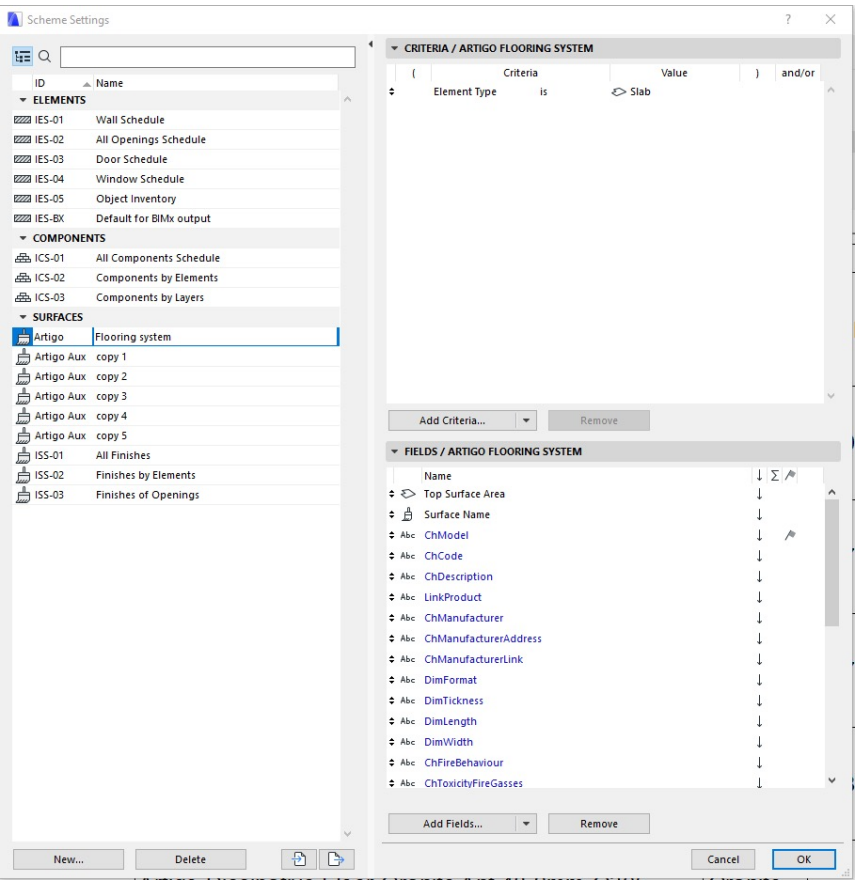 Scheme Settings
ID Name
ELEMENTS
IES-01 Wall Schedule
IES-02 All Openings Schedule
IES-03 Door Schedule
IES-04 Window Schedule
IES-05 Object Inventory
IES-BX Default for BIMx output
COMPONENTS
ICS-01 All Components Schedule
ICS-02 Components by Elements
ICS-03 Components by Layers
SURFACES
Artigo Flooring system
Artigo Aux copy 1
Artigo Aux copy 2
Artigo Aux copy 3
Artigo Aux copy 4
Artigo Aux copy 5
ISS-01 All Finishes
ISS-02 Finishes by Elements
ISS-03 Finishes of Openings
New... Delete
CRITERIA / ARTIGO FLOORING SYSTEM
( Criteria Value ) and/or
Element Type is Slab
Add Criteria... Remove
FIELDS / ARTIGO FLOORING SYSTEM
Name
Top Surface Area
Surface Name
Abc ChModel
Abc ChCode
Abc ChDescription
Abc LinkProduct
Abc ChManufacturer
Abc ChManufacturerAddress
Abc ChManufacturerLink
Abc DimFormat
Abc DimTickness
Abc DimLength
Abc DimWidth
Abc ChFireBehaviour
Abc ChToxicityFireGasses
Add Fields... Remove
Cancel OK